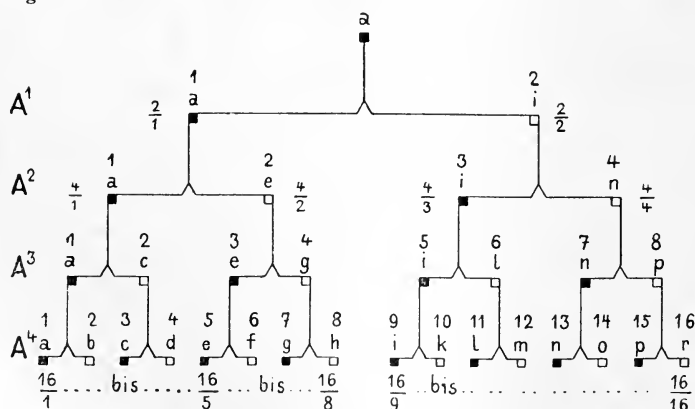 a
1 2
A¹ 2/1 a i 2/2
1 2 3 4
A² 4/1 a e 4/2 4/3 i n 4/4
1 2 3 4 5 6 7 8
A³ a c e g i l n p
1 2 3 4 5 6 7 8 9 10 11 12 13 14 15 16
A⁴ a b c d e f g h i k l m n o p r
16/1 .... bis ..... 16/5 .... bis .. 16/8 16/9 ..bis.. .. .... ... ... .. 16/16